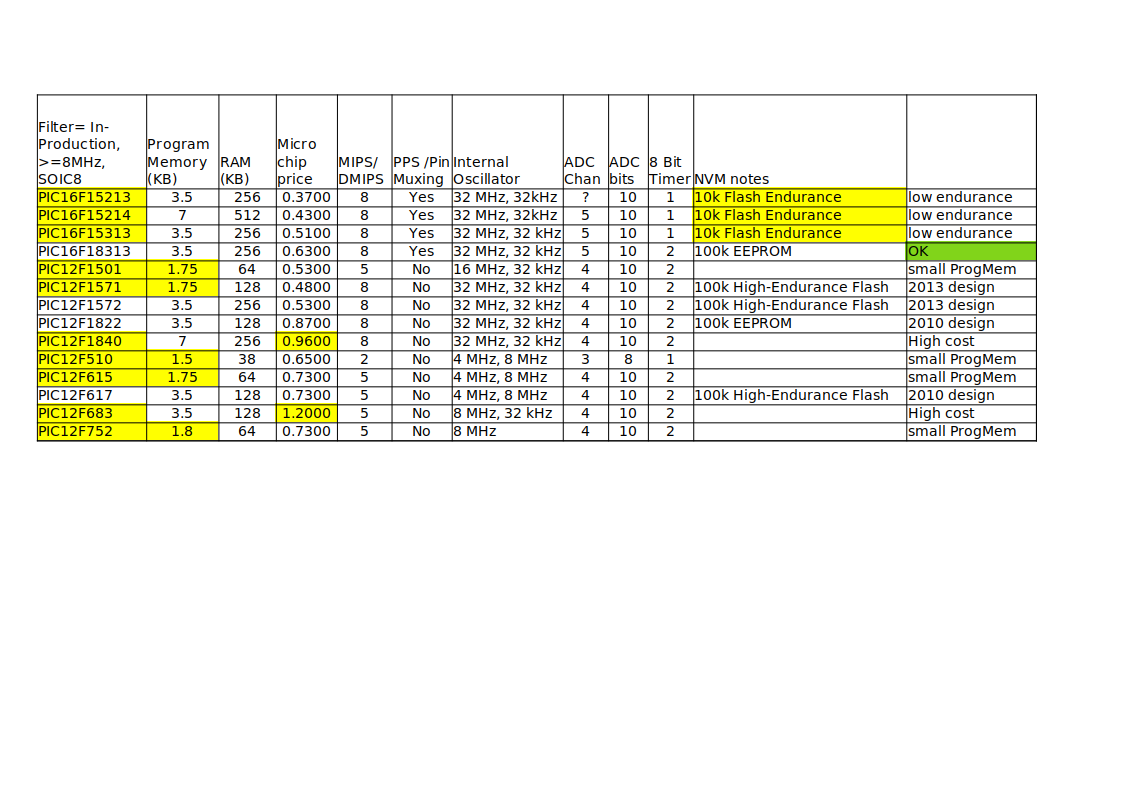 Filter= In-Production, >=8MHz, SOIC8 Program Memory (KB) RAM (KB) Micro chip price MIPS/ DMIPS PPS /Pin Muxing Internal Oscillator ADC Chan ADC bits 8 Bit Timer NVM notes
PIC16F15213 3.5 256 0.3700 8 Yes 32 MHz, 32kHz ? 10 1 10k Flash Endurance low endurance
PIC16F15214 7 512 0.4300 8 Yes 32 MHz, 32kHz 5 10 1 10k Flash Endurance low endurance
PIC16F15313 3.5 256 0.5100 8 Yes 32 MHz, 32 kHz 5 10 1 10k Flash Endurance low endurance
PIC16F18313 3.5 256 0.6300 8 Yes 32 MHz, 32 kHz 5 10 2 100k EEPROM OK
PIC12F1501 1.75 64 0.5300 5 No 16 MHz, 32 kHz 4 10 2 small ProgMem
PIC12F1571 1.75 128 0.4800 8 No 32 MHz, 32 kHz 4 10 2 100k High-Endurance Flash 2013 design
PIC12F1572 3.5 256 0.5300 8 No 32 MHz, 32 kHz 4 10 2 100k High-Endurance Flash 2013 design
PIC12F1822 3.5 128 0.8700 8 No 32 MHz, 32 kHz 4 10 2 100k EEPROM 2010 design
PIC12F1840 7 256 0.9600 8 No 32 MHz, 32 kHz 4 10 2 High cost
PIC12F510 1.5 38 0.6500 2 No 4 MHz, 8 MHz 3 8 1 small ProgMem
PIC12F615 1.75 64 0.7300 5 No 4 MHz, 8 MHz 4 10 2 small ProgMem
PIC12F617 3.5 128 0.7300 5 No 4 MHz, 8 MHz 4 10 2 100k High-Endurance Flash 2010 design
PIC12F683 3.5 128 1.2000 5 No 8 MHz, 32 kHz 4 10 2 High cost
PIC12F752 1.8 64 0.7300 5 No 8 MHz 4 10 2 small ProgMem